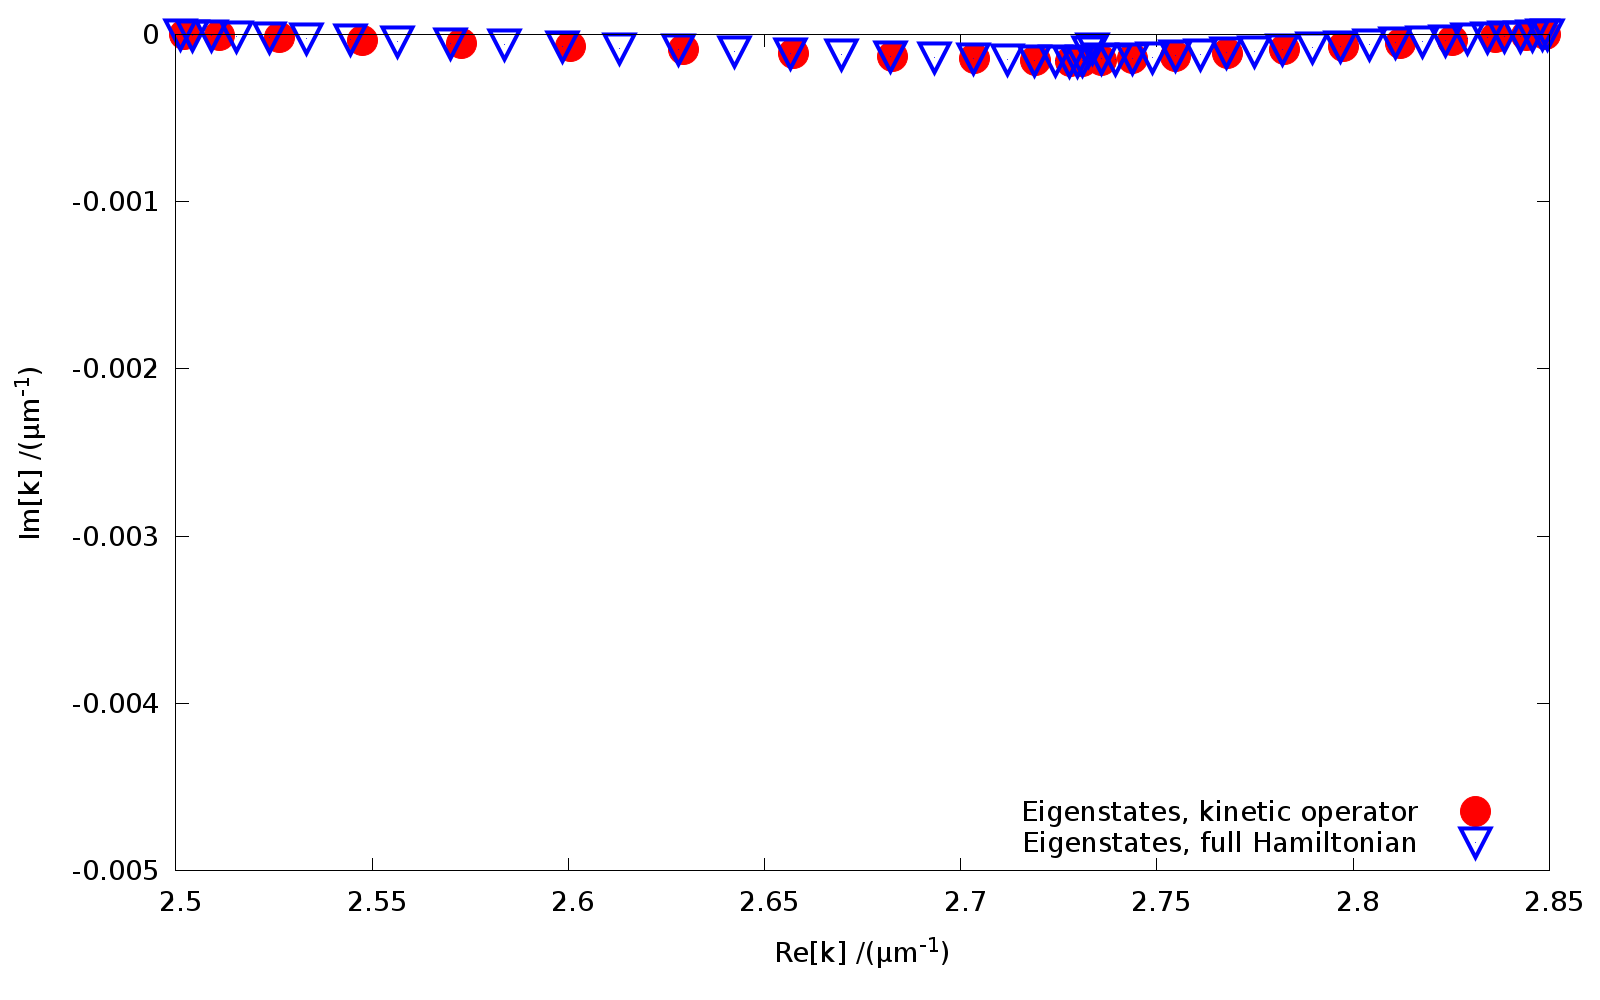 0
-0.001
-0.002
-0.003
-0.004
-0.005
2.5 2.55 2.6 2.65 2.7 2.75 2.8 2.85
Im[k] /(µm⁻¹)
Re[k] /(µm⁻¹)
Eigenstates, kinetic operator
Eigenstates, full Hamiltonian